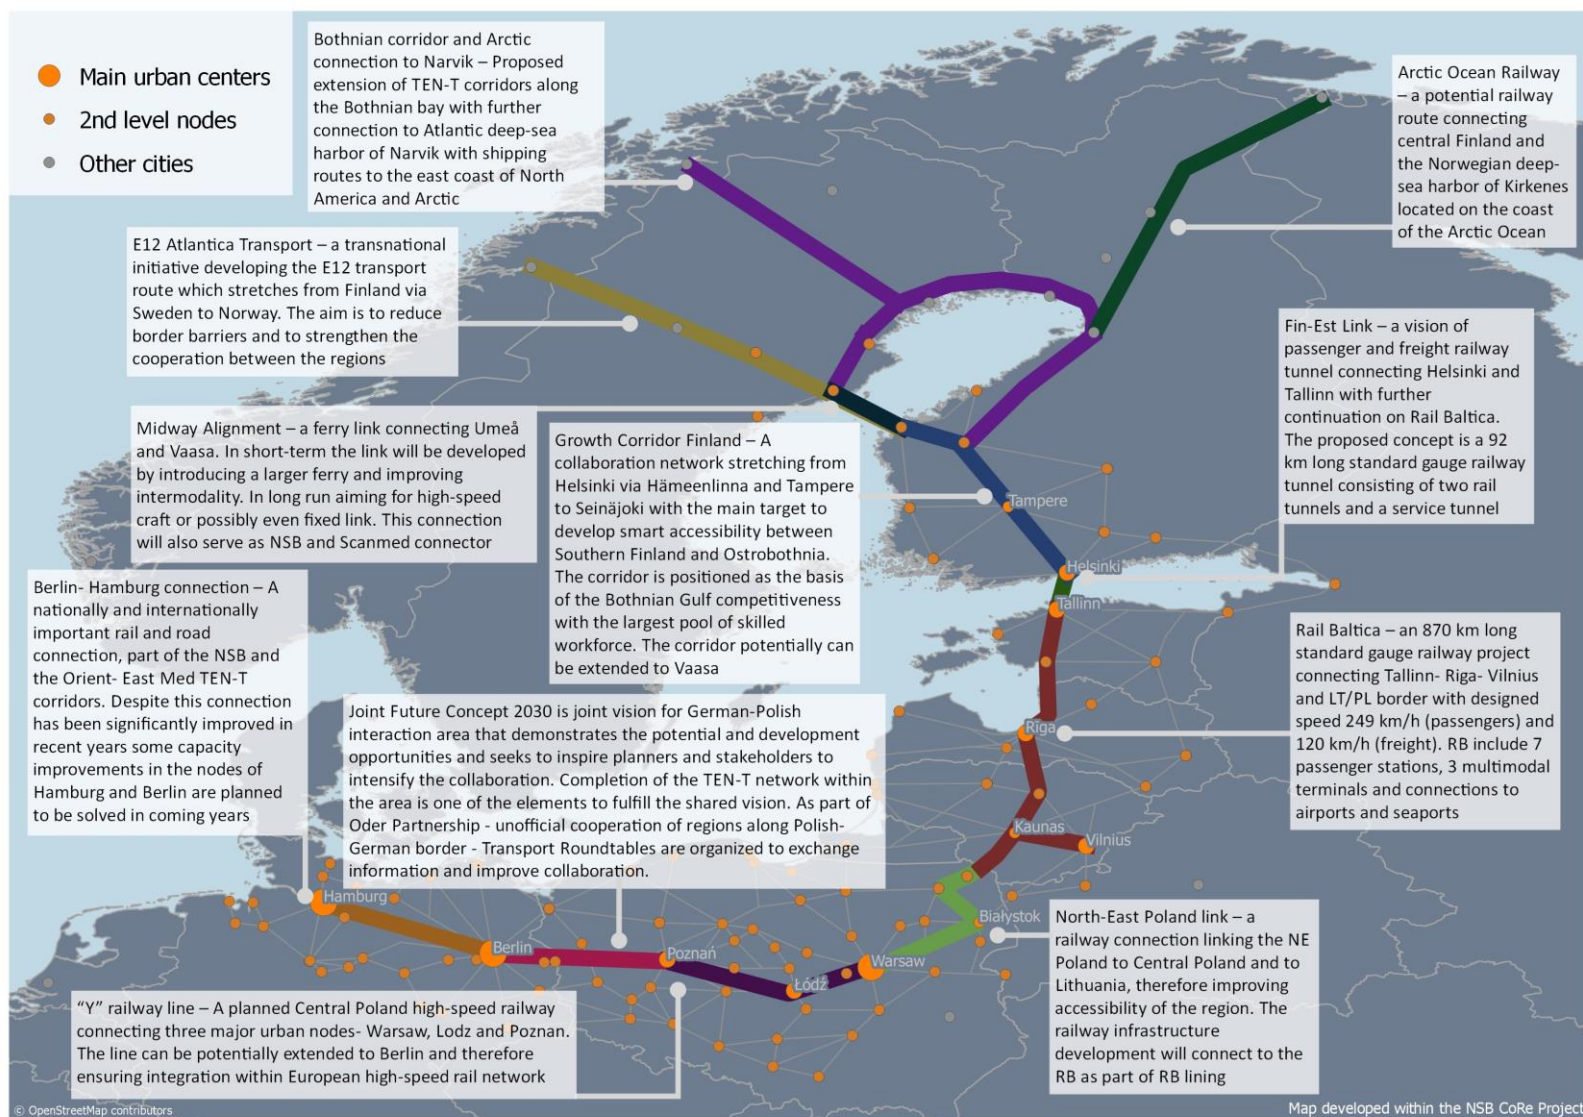 Main urban centers
2nd level nodes
Other cities
Bothnian corridor and Arctic
connection to Narvik – Proposed
extension of TEN-T corridors along
the Bothnian bay with further
connection to Atlantic deep-sea
harbor of Narvik with shipping
routes to the east coast of North
America and Arctic
Arctic Ocean Railway
– a potential railway
route connecting
central Finland and
the Norwegian deep-
sea harbor of Kirkenes
located on the coast
of the Arctic Ocean
E12 Atlantica Transport – a transnational
initiative developing the E12 transport
route which stretches from Finland via
Sweden to Norway. The aim is to reduce
border barriers and to strengthen the
cooperation between the regions
Fin-Est Link – a vision of
passenger and freight railway
tunnel connecting Helsinki and
Tallinn with further
continuation on Rail Baltica.
The proposed concept is a 92
km long standard gauge railway
tunnel consisting of two rail
tunnels and a service tunnel
Midway Alignment – a ferry link connecting Umeå
and Vaasa. In short-term the link will be developed
by introducing a larger ferry and improving
intermodality. In long run aiming for high-speed
craft or possibly even fixed link. This connection
will also serve as NSB and Scanmed connector
Growth Corridor Finland – A
collaboration network stretching from
Helsinki via Hämeenlinna and Tampere
to Seinäjoki with the main target to
develop smart accessibility between
Southern Finland and Ostrobothnia.
The corridor is positioned as the basis
of the Bothnian Gulf competitiveness
with the largest pool of skilled
workforce. The corridor potentially can
be extended to Vaasa
Tampere
Helsinki
Tallinn
Berlin- Hamburg connection – A
nationally and internationally
important rail and road
connection, part of the NSB and
the Orient- East Med TEN-T
corridors. Despite this connection
has been significantly improved in
recent years some capacity
improvements in the nodes of
Hamburg and Berlin are planned
to be solved in coming years
Rail Baltica – an 870 km long
standard gauge railway project
connecting Tallinn- Riga- Vilnius
and LT/PL border with designed
speed 249 km/h (passengers) and
120 km/h (freight). RB include 7
passenger stations, 3 multimodal
terminals and connections to
airports and seaports
Joint Future Concept 2030 is joint vision for German-Polish
interaction area that demonstrates the potential and development
opportunities and seeks to inspire planners and stakeholders to
intensify the collaboration. Completion of the TEN-T network within
the area is one of the elements to fulfill the shared vision. As part of
Oder Partnership - unofficial cooperation of regions along Polish-
German border - Transport Roundtables are organized to exchange
information and improve collaboration.
Rīga
Kaunas
Vilnius
Hamburg
Berlin
Poznań
Łódź
Warsaw
Białystok
North-East Poland link – a
railway connection linking the NE
Poland to Central Poland and to
Lithuania, therefore improving
accessibility of the region. The
railway infrastructure
development will connect to the
RB as part of RB lining
“Y” railway line – A planned Central Poland high-speed railway
connecting three major urban nodes- Warsaw, Lodz and Poznan.
The line can be potentially extended to Berlin and therefore
ensuring integration within European high-speed rail network
© OpenStreetMap contributors
Map developed within the NSB CoRe Project